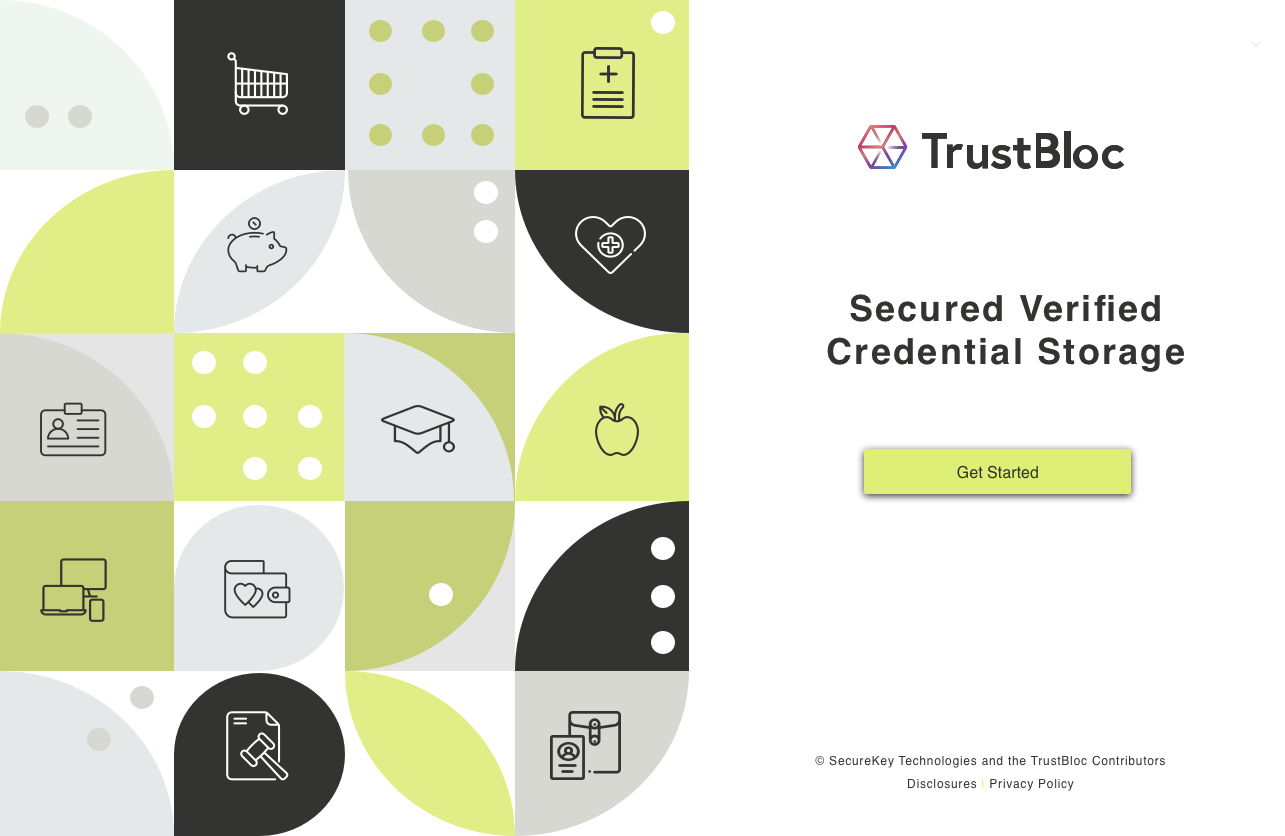 TrustBloc
Secured Verified
Credential Storage
Get Started
© SecureKey Technologies and the TrustBloc Contributors
Disclosures | Privacy Policy